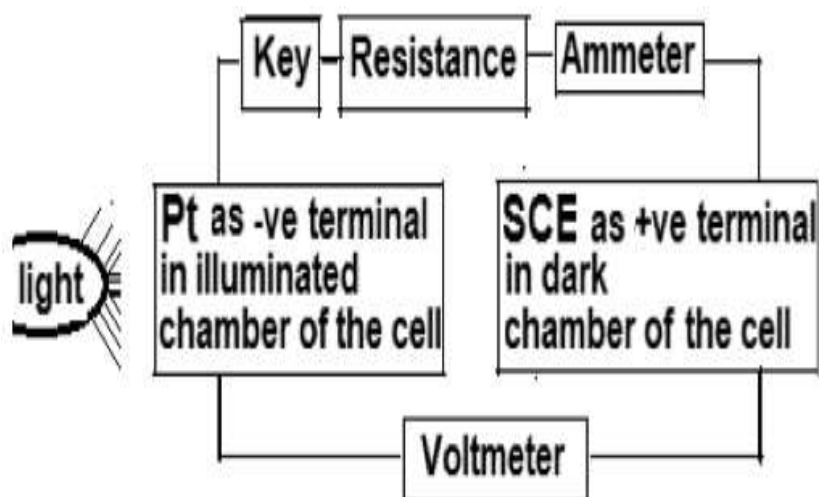 Key
Resistance
Ammeter
light
Pt as -ve terminal
in illuminated
chamber of the cell
SCE as +ve terminal
in dark
chamber of the cell
Voltmeter